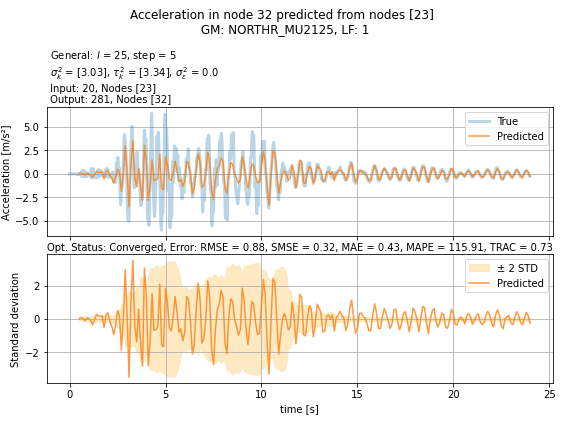 Acceleration in node 32 predicted from nodes [23]
GM: NORTHR_MU2125, LF: 1
General: l = 25, step = 5
σ²ₖ = [3.03], τ²ₖ = [3.34], σ²ε = 0.0
Input: 20, Nodes [23]
Output: 281, Nodes [32]
Acceleration [m/s²]
5.0
2.5
0.0
−2.5
−5.0
True
Predicted
Opt. Status: Converged, Error: RMSE = 0.88, SMSE = 0.32, MAE = 0.43, MAPE = 115.91, TRAC = 0.73
Standard deviation
2
0
−2
± 2 STD
Predicted
0 5 10 15 20 25
time [s]